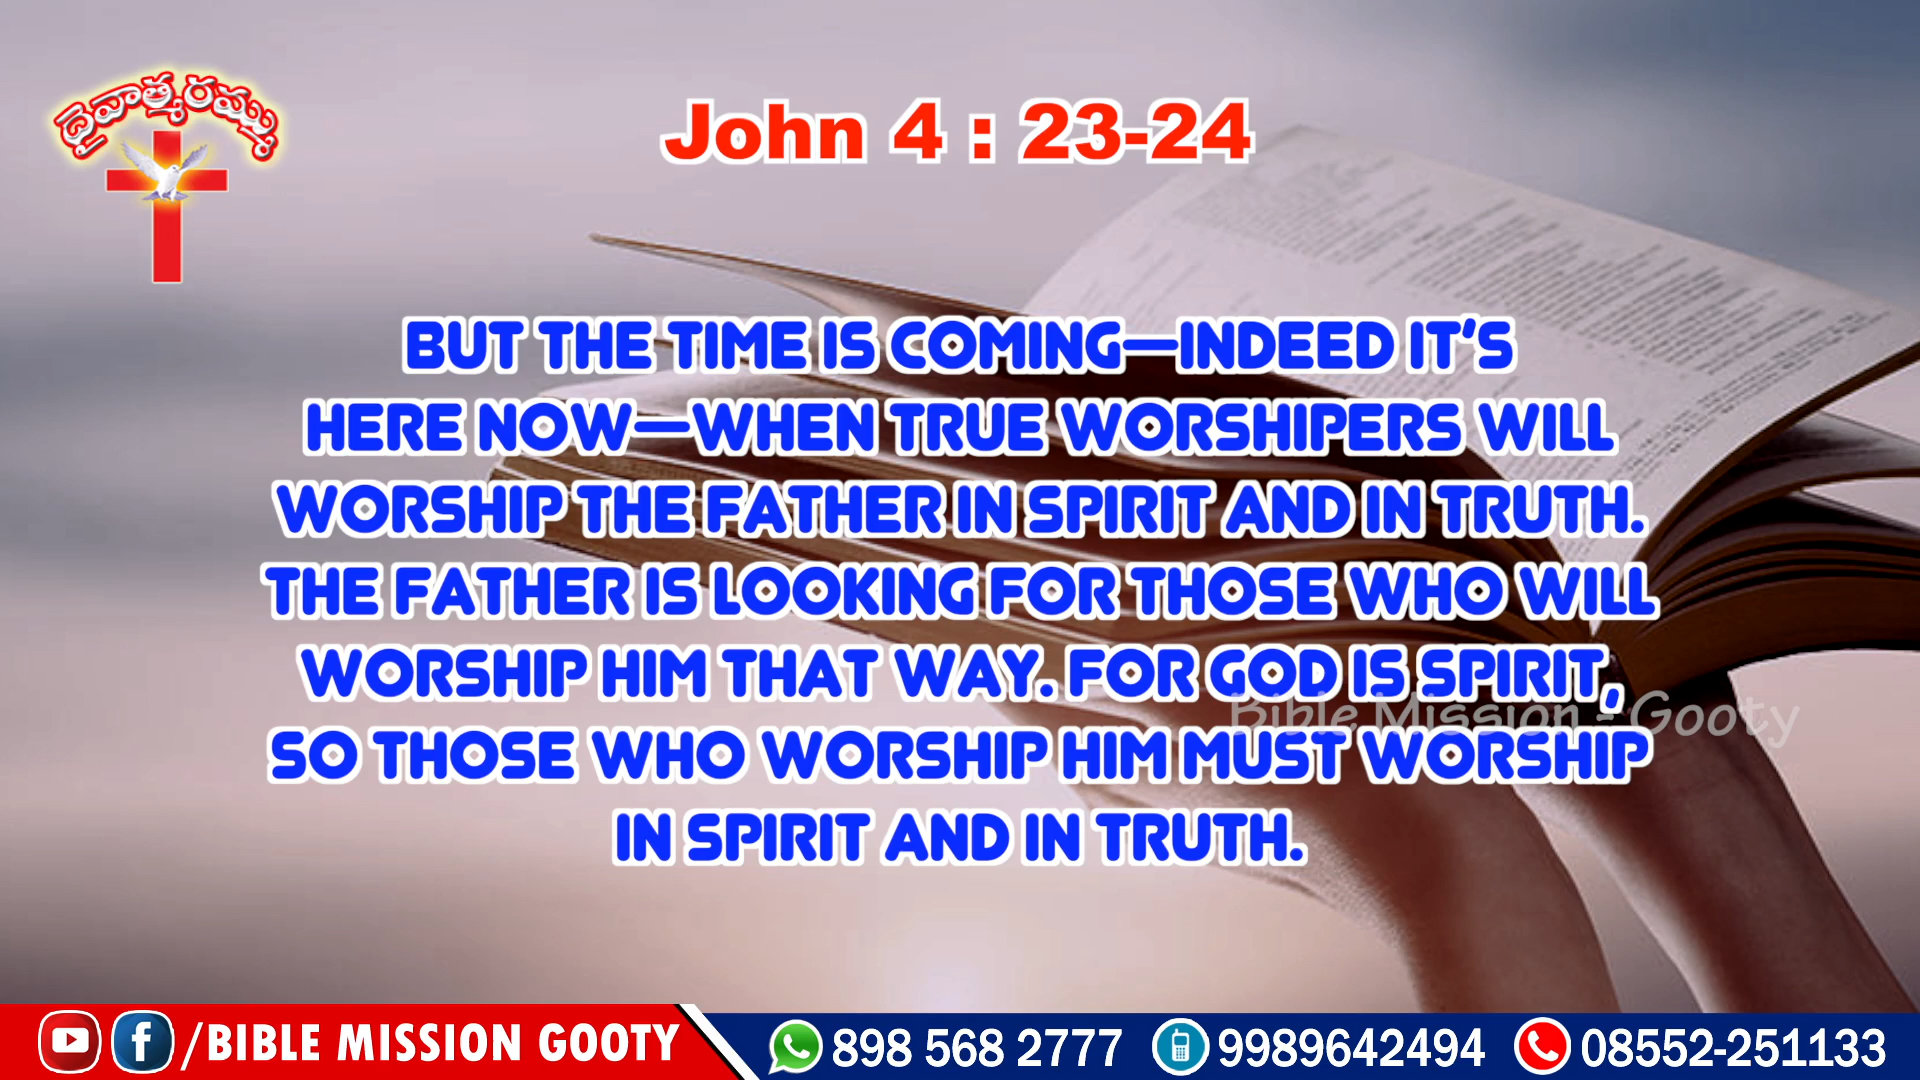 దైవాత్మరమ్ము
John 4 : 23-24
BUT THE TIME IS COMING—INDEED IT'S
HERE NOW—WHEN TRUE WORSHIPERS WILL
WORSHIP THE FATHER IN SPIRIT AND IN TRUTH.
THE FATHER IS LOOKING FOR THOSE WHO WILL
WORSHIP HIM THAT WAY. FOR GOD IS SPIRIT,
SO THOSE WHO WORSHIP HIM MUST WORSHIP
IN SPIRIT AND IN TRUTH.
Bible Mission - Gooty
/BIBLE MISSION GOOTY
898 568 2777
9989642494
08552-251133